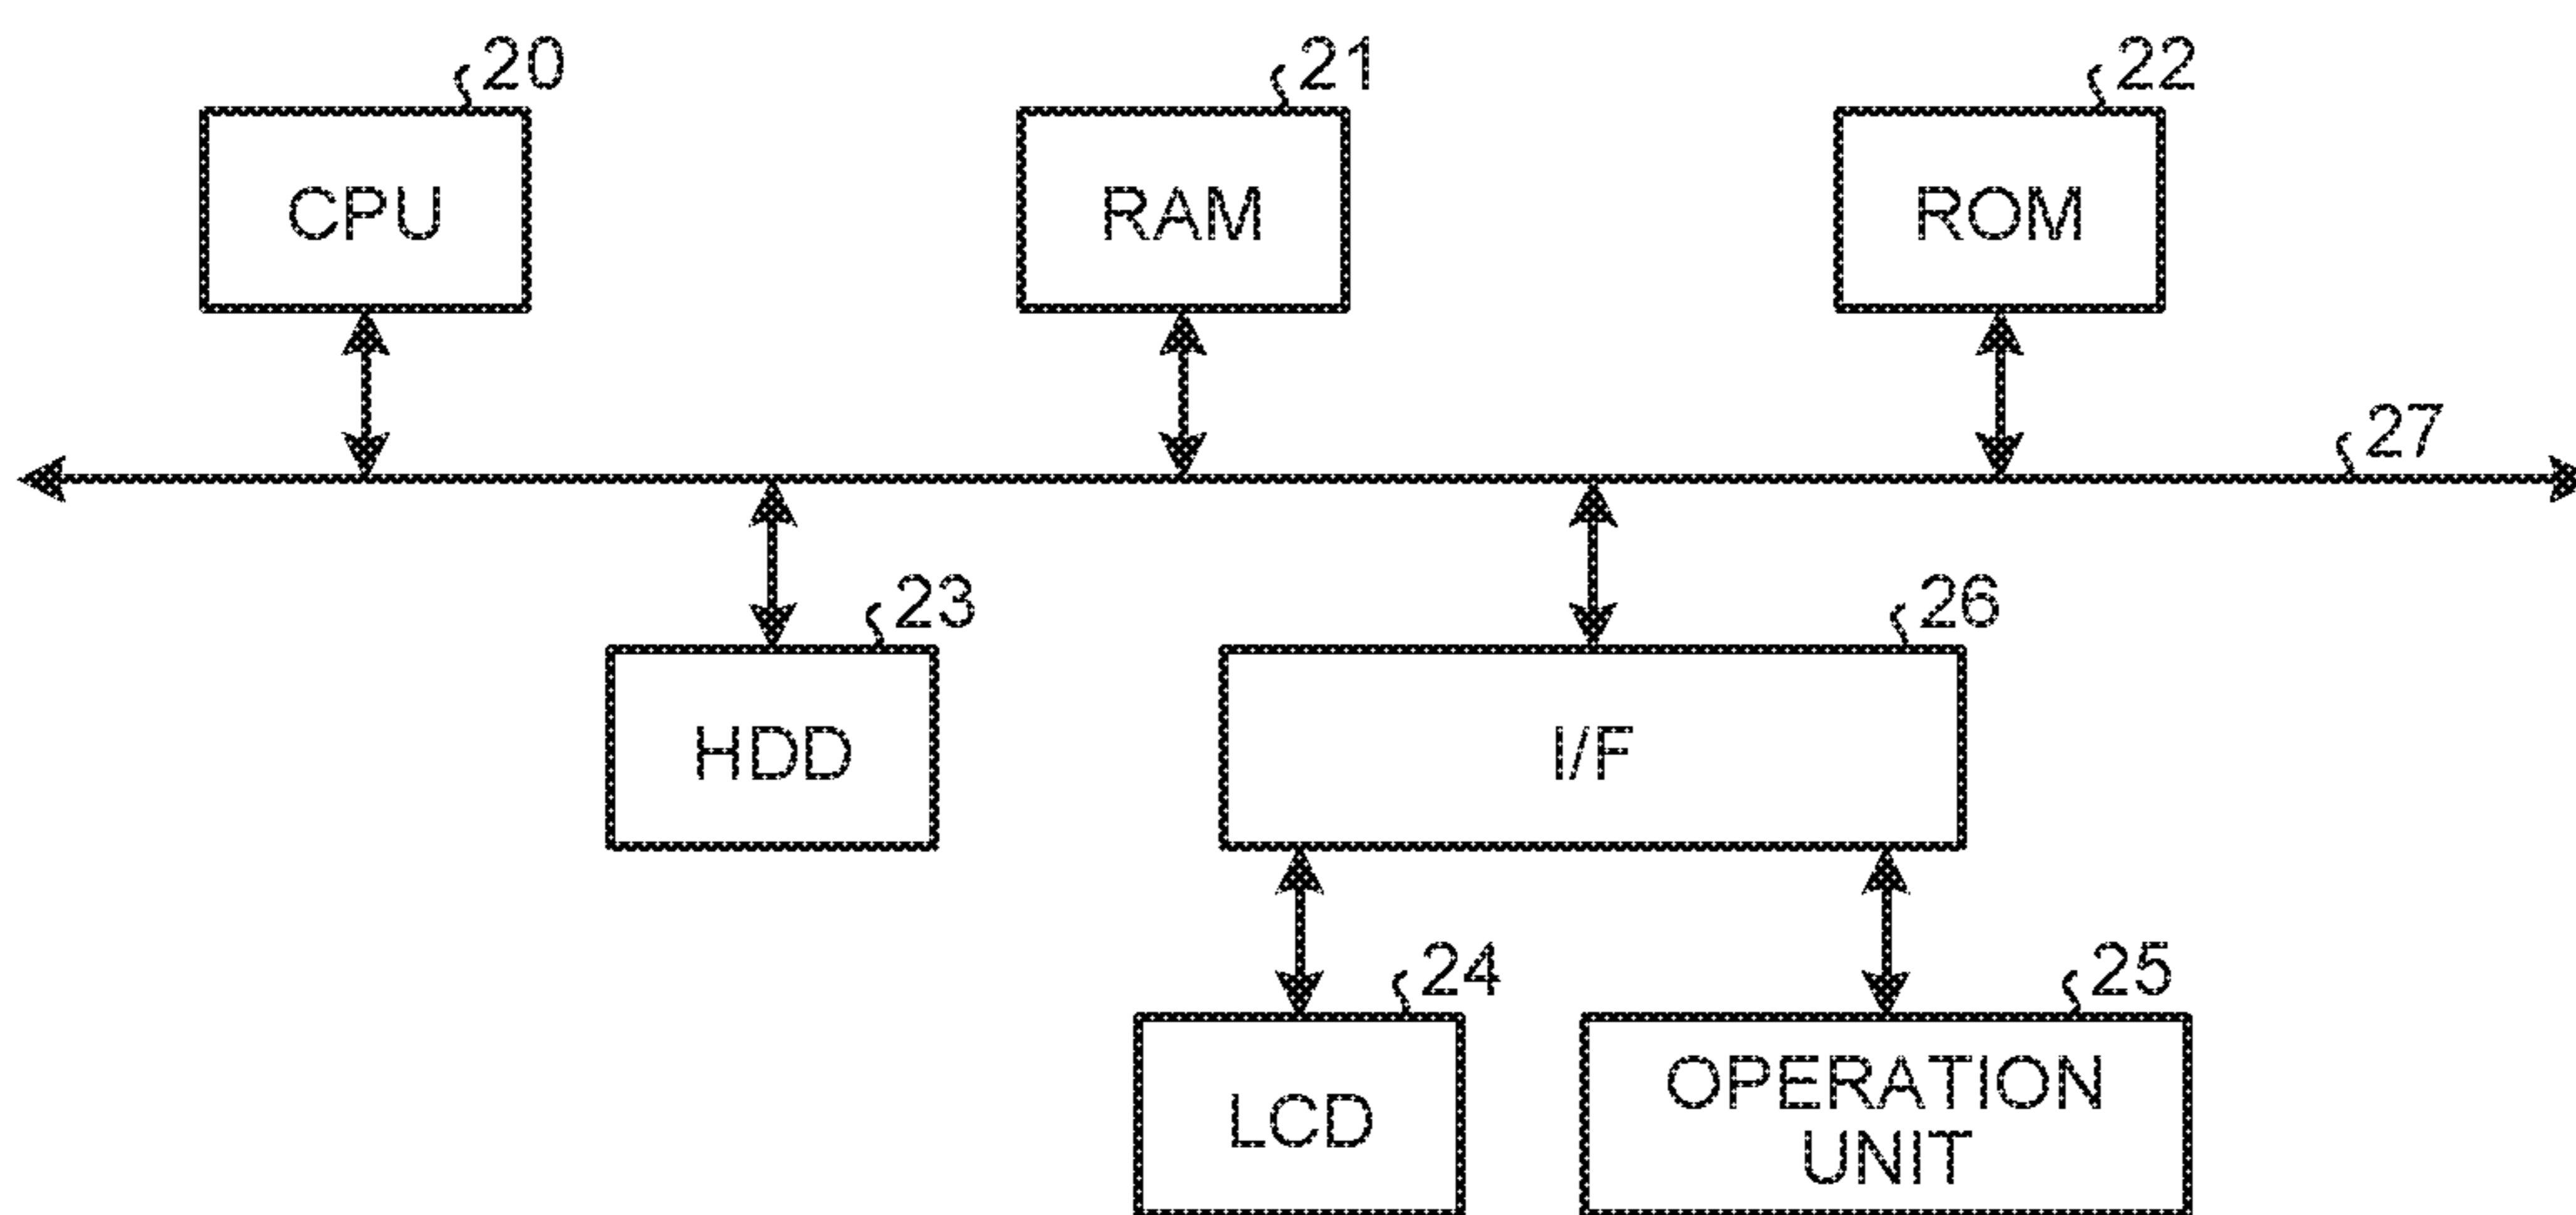 20
21
22
CPU
RAM
ROM
27
23
26
HDD
I/F
24
25
LCD
OPERATION
UNIT